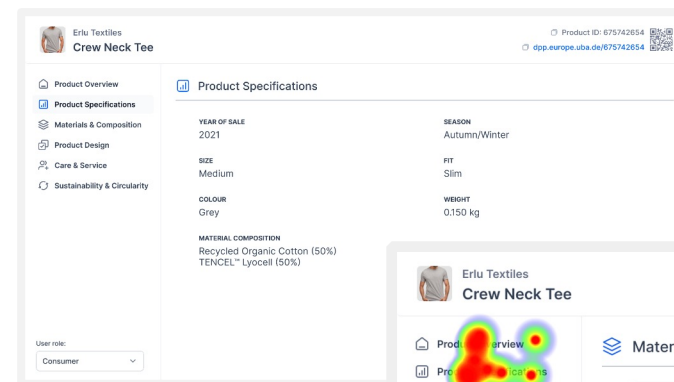 Erlu Textiles
Crew Neck Tee
Product ID: 675742654
dpp.europe.uba.de/675742654
Product Overview
Product Specifications
Materials & Composition
Product Design
Care & Service
Sustainability & Circularity
Product Specifications
YEAR OF SALE
2021
SEASON
Autumn/Winter
SIZE
Medium
FIT
Slim
COLOUR
Grey
WEIGHT
0.150 kg
MATERIAL COMPOSITION
Recycled Organic Cotton (50%)
TENCEL™ Lyocell (50%)
User role:
Consumer
Erlu Textiles
Crew Neck Tee